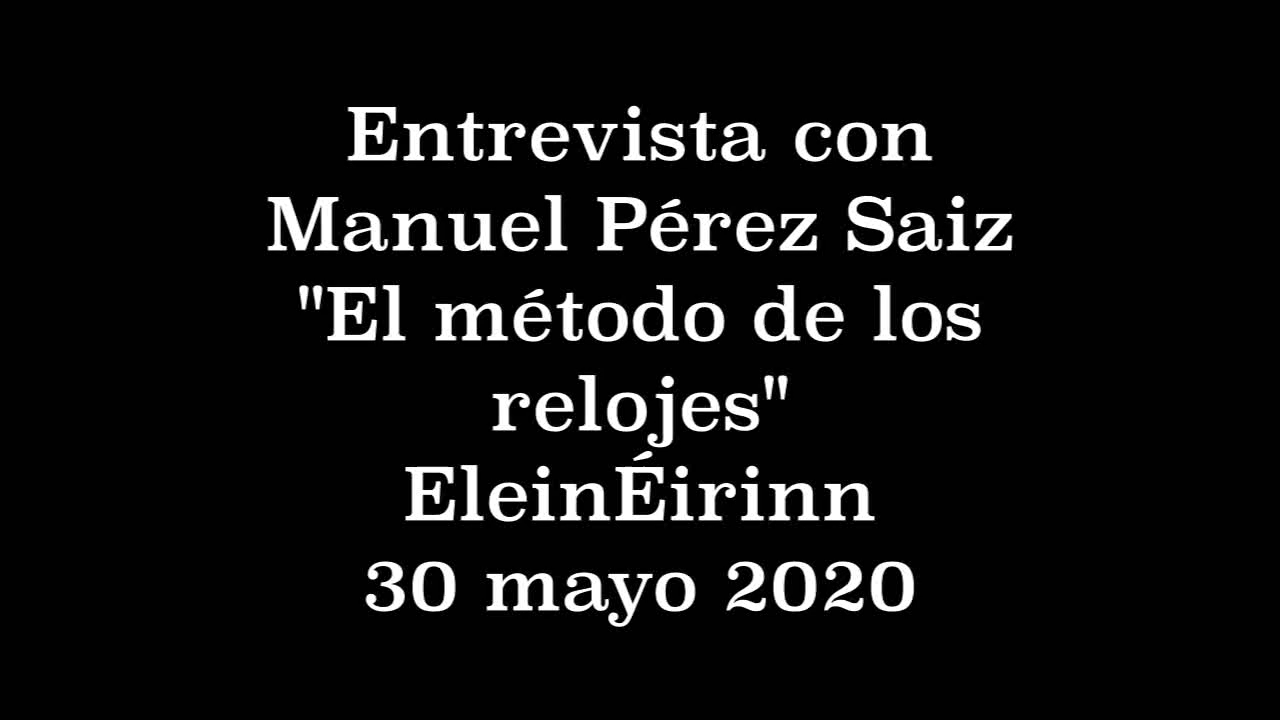 Entrevista con
Manuel Pérez Saiz
"El método de los
relojes"
EleinÉirinn
30 mayo 2020